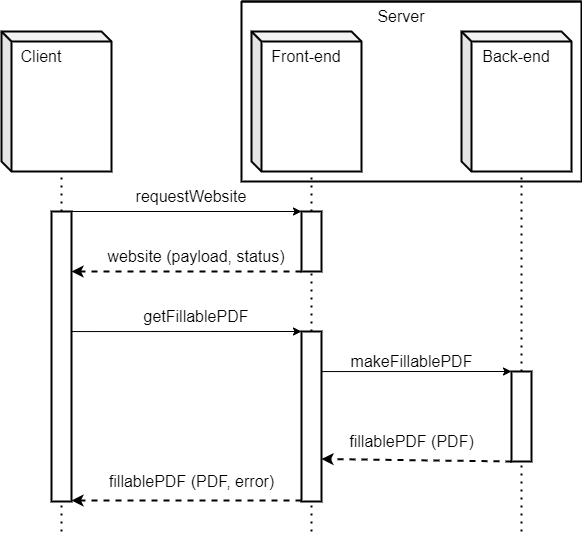 Server
Client
Front-end
Back-end
requestWebsite
website (payload, status)
getFillablePDF
makeFillablePDF
fillablePDF (PDF)
fillablePDF (PDF, error)